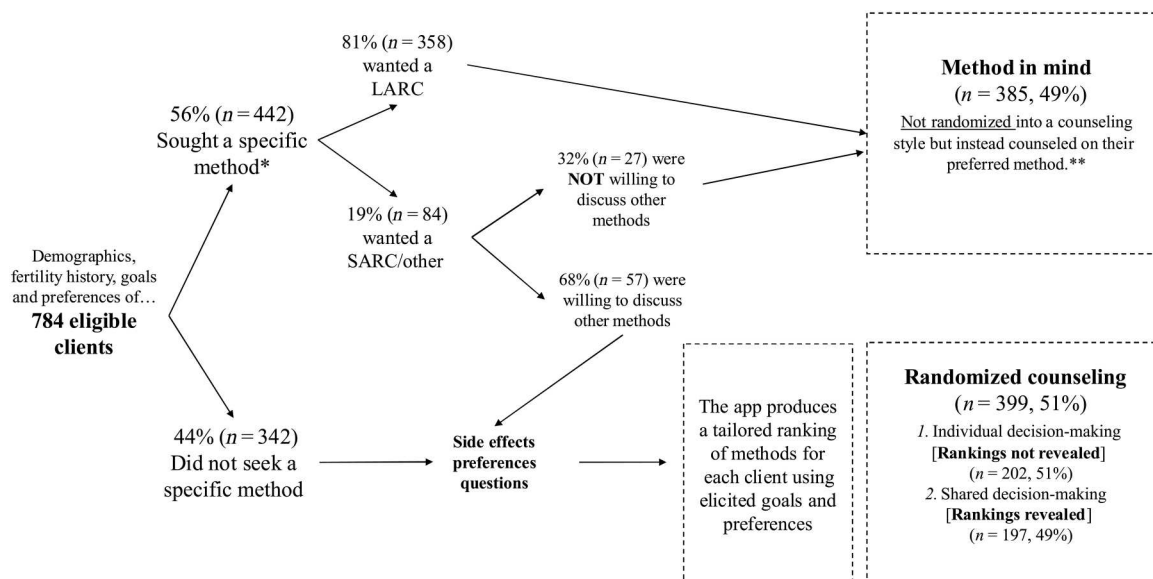 Demographics,
fertility history, goals
and preferences of…
784 eligible
clients
56% (n = 442)
Sought a specific
method*
44% (n = 342)
Did not seek a
specific method
81% (n = 358)
wanted a
LARC
19% (n = 84)
wanted a
SARC/other
32% (n = 27) were
NOT willing to
discuss other
methods
68% (n = 57) were
willing to discuss
other methods
Side effects
preferences
questions
The app produces
a tailored ranking
of methods for
each client using
elicited goals and
preferences
Method in mind
(n = 385, 49%)
Not randomized into a counseling
style but instead counseled on their
preferred method.**
Randomized counseling
(n = 399, 51%)
1. Individual decision-making
[Rankings not revealed]
(n = 202, 51%)
2. Shared decision-making
[Rankings revealed]
(n = 197, 49%)